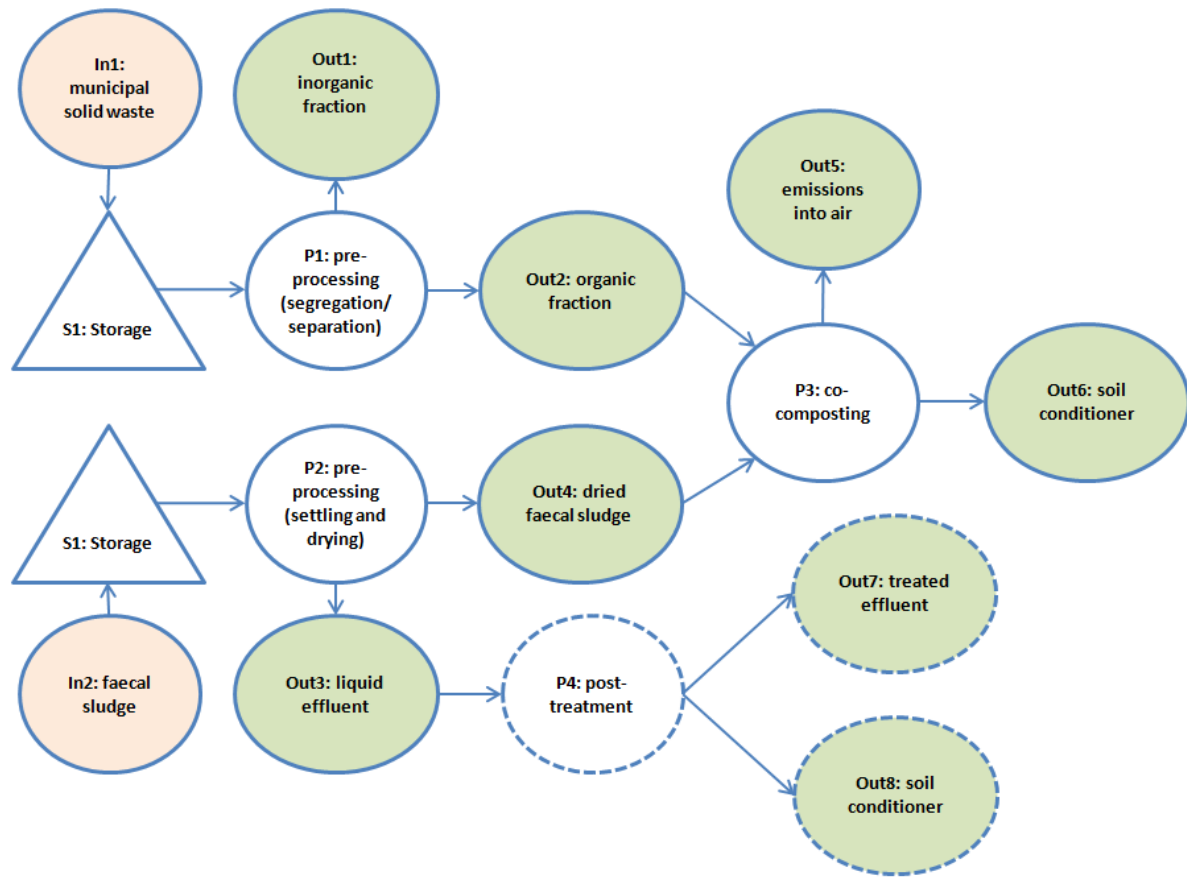 In1:
municipal
solid waste
Out1:
inorganic
fraction
Out5:
emissions
into air
S1: Storage
P1: pre-
processing
(segregation/
separation)
Out2: organic
fraction
P3: co-
composting
Out6: soil
conditioner
S1: Storage
P2: pre-
processing
(settling and
drying)
Out4: dried
faecal sludge
Out7: treated
effluent
In2: faecal
sludge
Out3: liquid
effluent
P4: post-
treatment
Out8: soil
conditioner